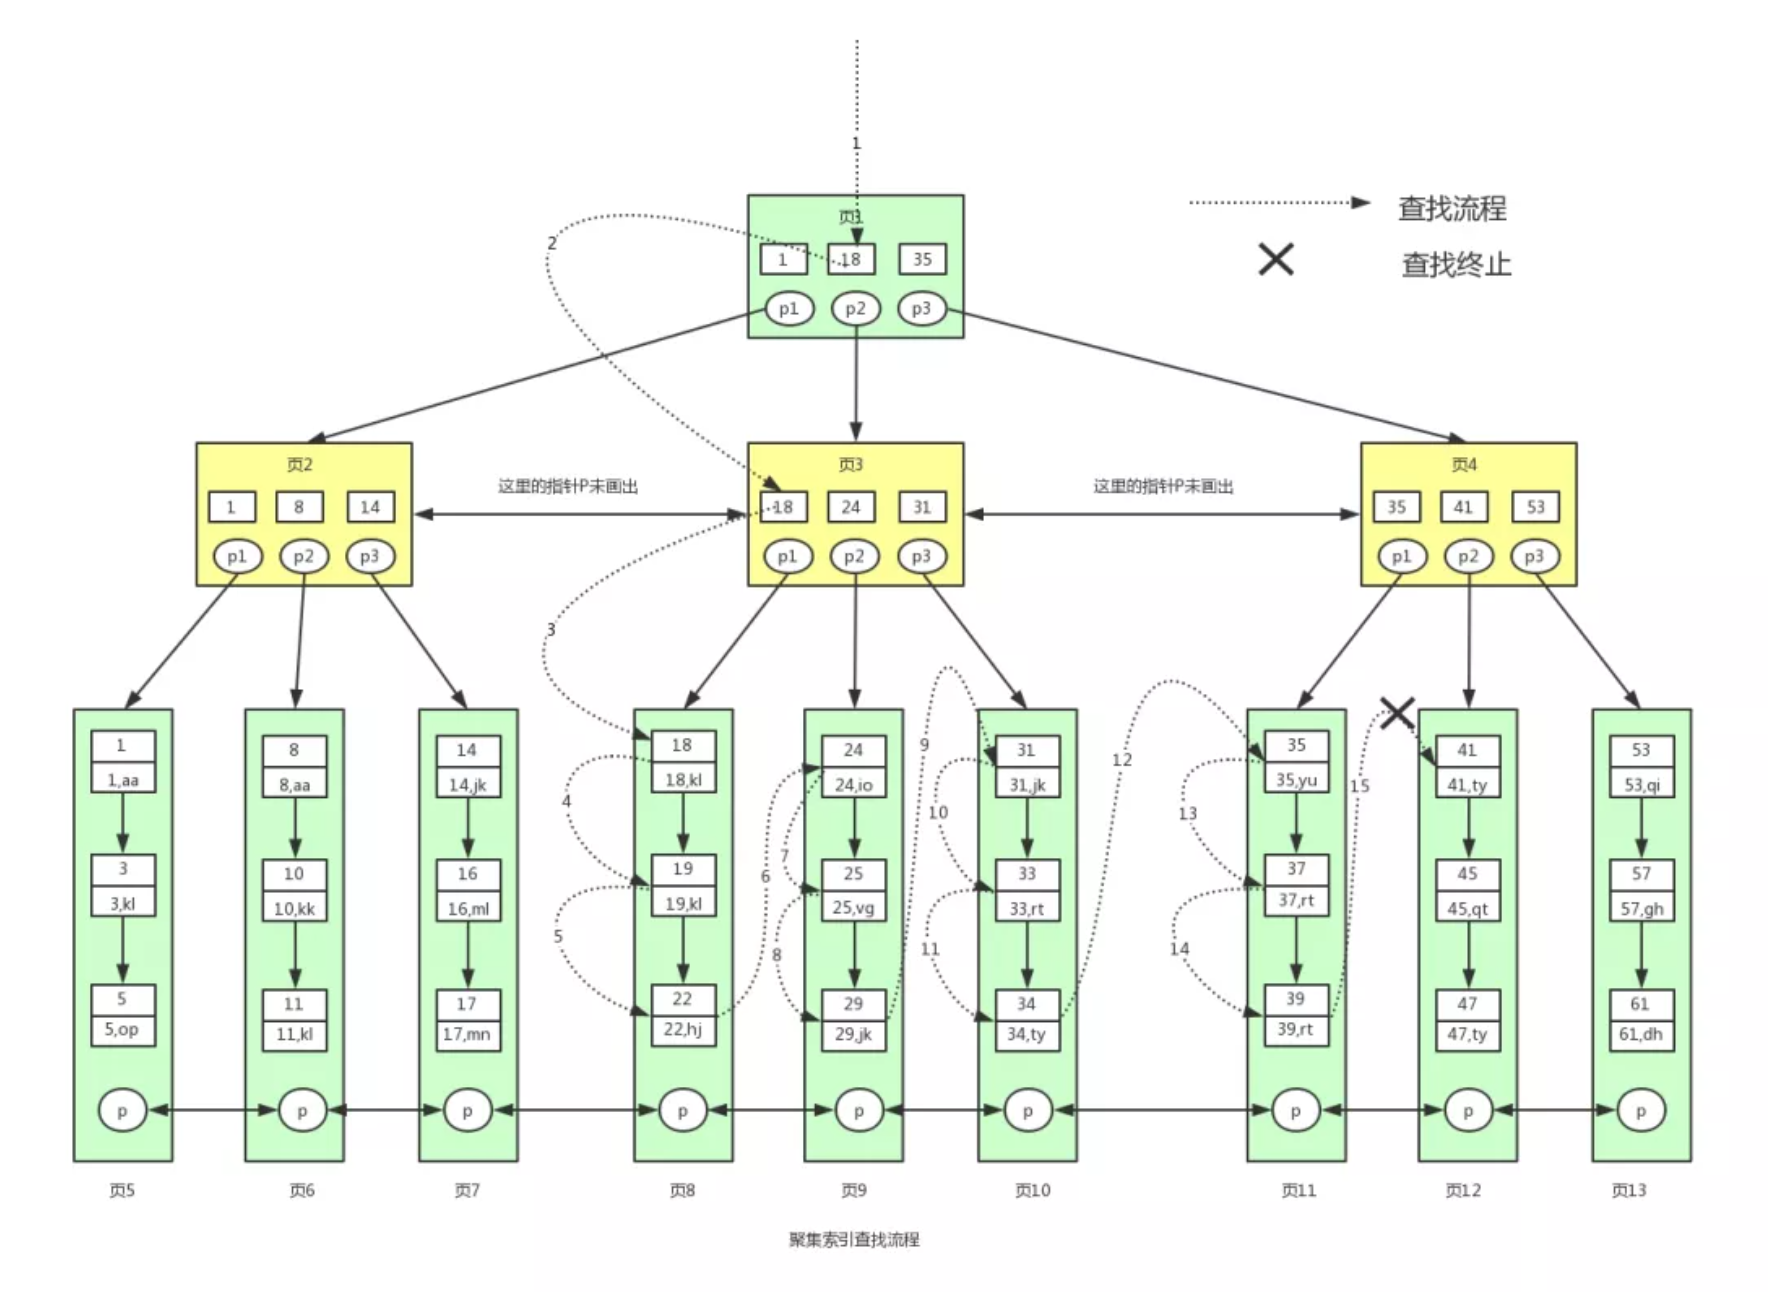 1
页1
查找流程
2
1 18 35
查找终止
p1 p2 p3
页2 页3 页4
这里的指针P未画出 这里的指针P未画出
1 8 14 18 24 31 35 41 53
p1 p2 p3 p1 p2 p3 p1 p2 p3
3
1 8 14 18 24 31 35 41 53
1,aa 8,aa 14,jk 18,kl 24,io 31,jk 35,yu 41,ty 53,qi
9 12 15
4 10 13
7
3 10 16 19 25 33 37 45 57
6
3,kl 10,kk 16,ml 19,kl 25,vg 33,rt 37,rt 45,qt 57,gh
5 8 11 14
5 11 17 22 29 34 39 47 61
5,op 11,kl 17,mn 22,hj 29,jk 34,ty 39,rt 47,ty 61,dh
p p p p p p p p p
页5 页6 页7 页8 页9 页10 页11 页12 页13
聚集索引查找流程